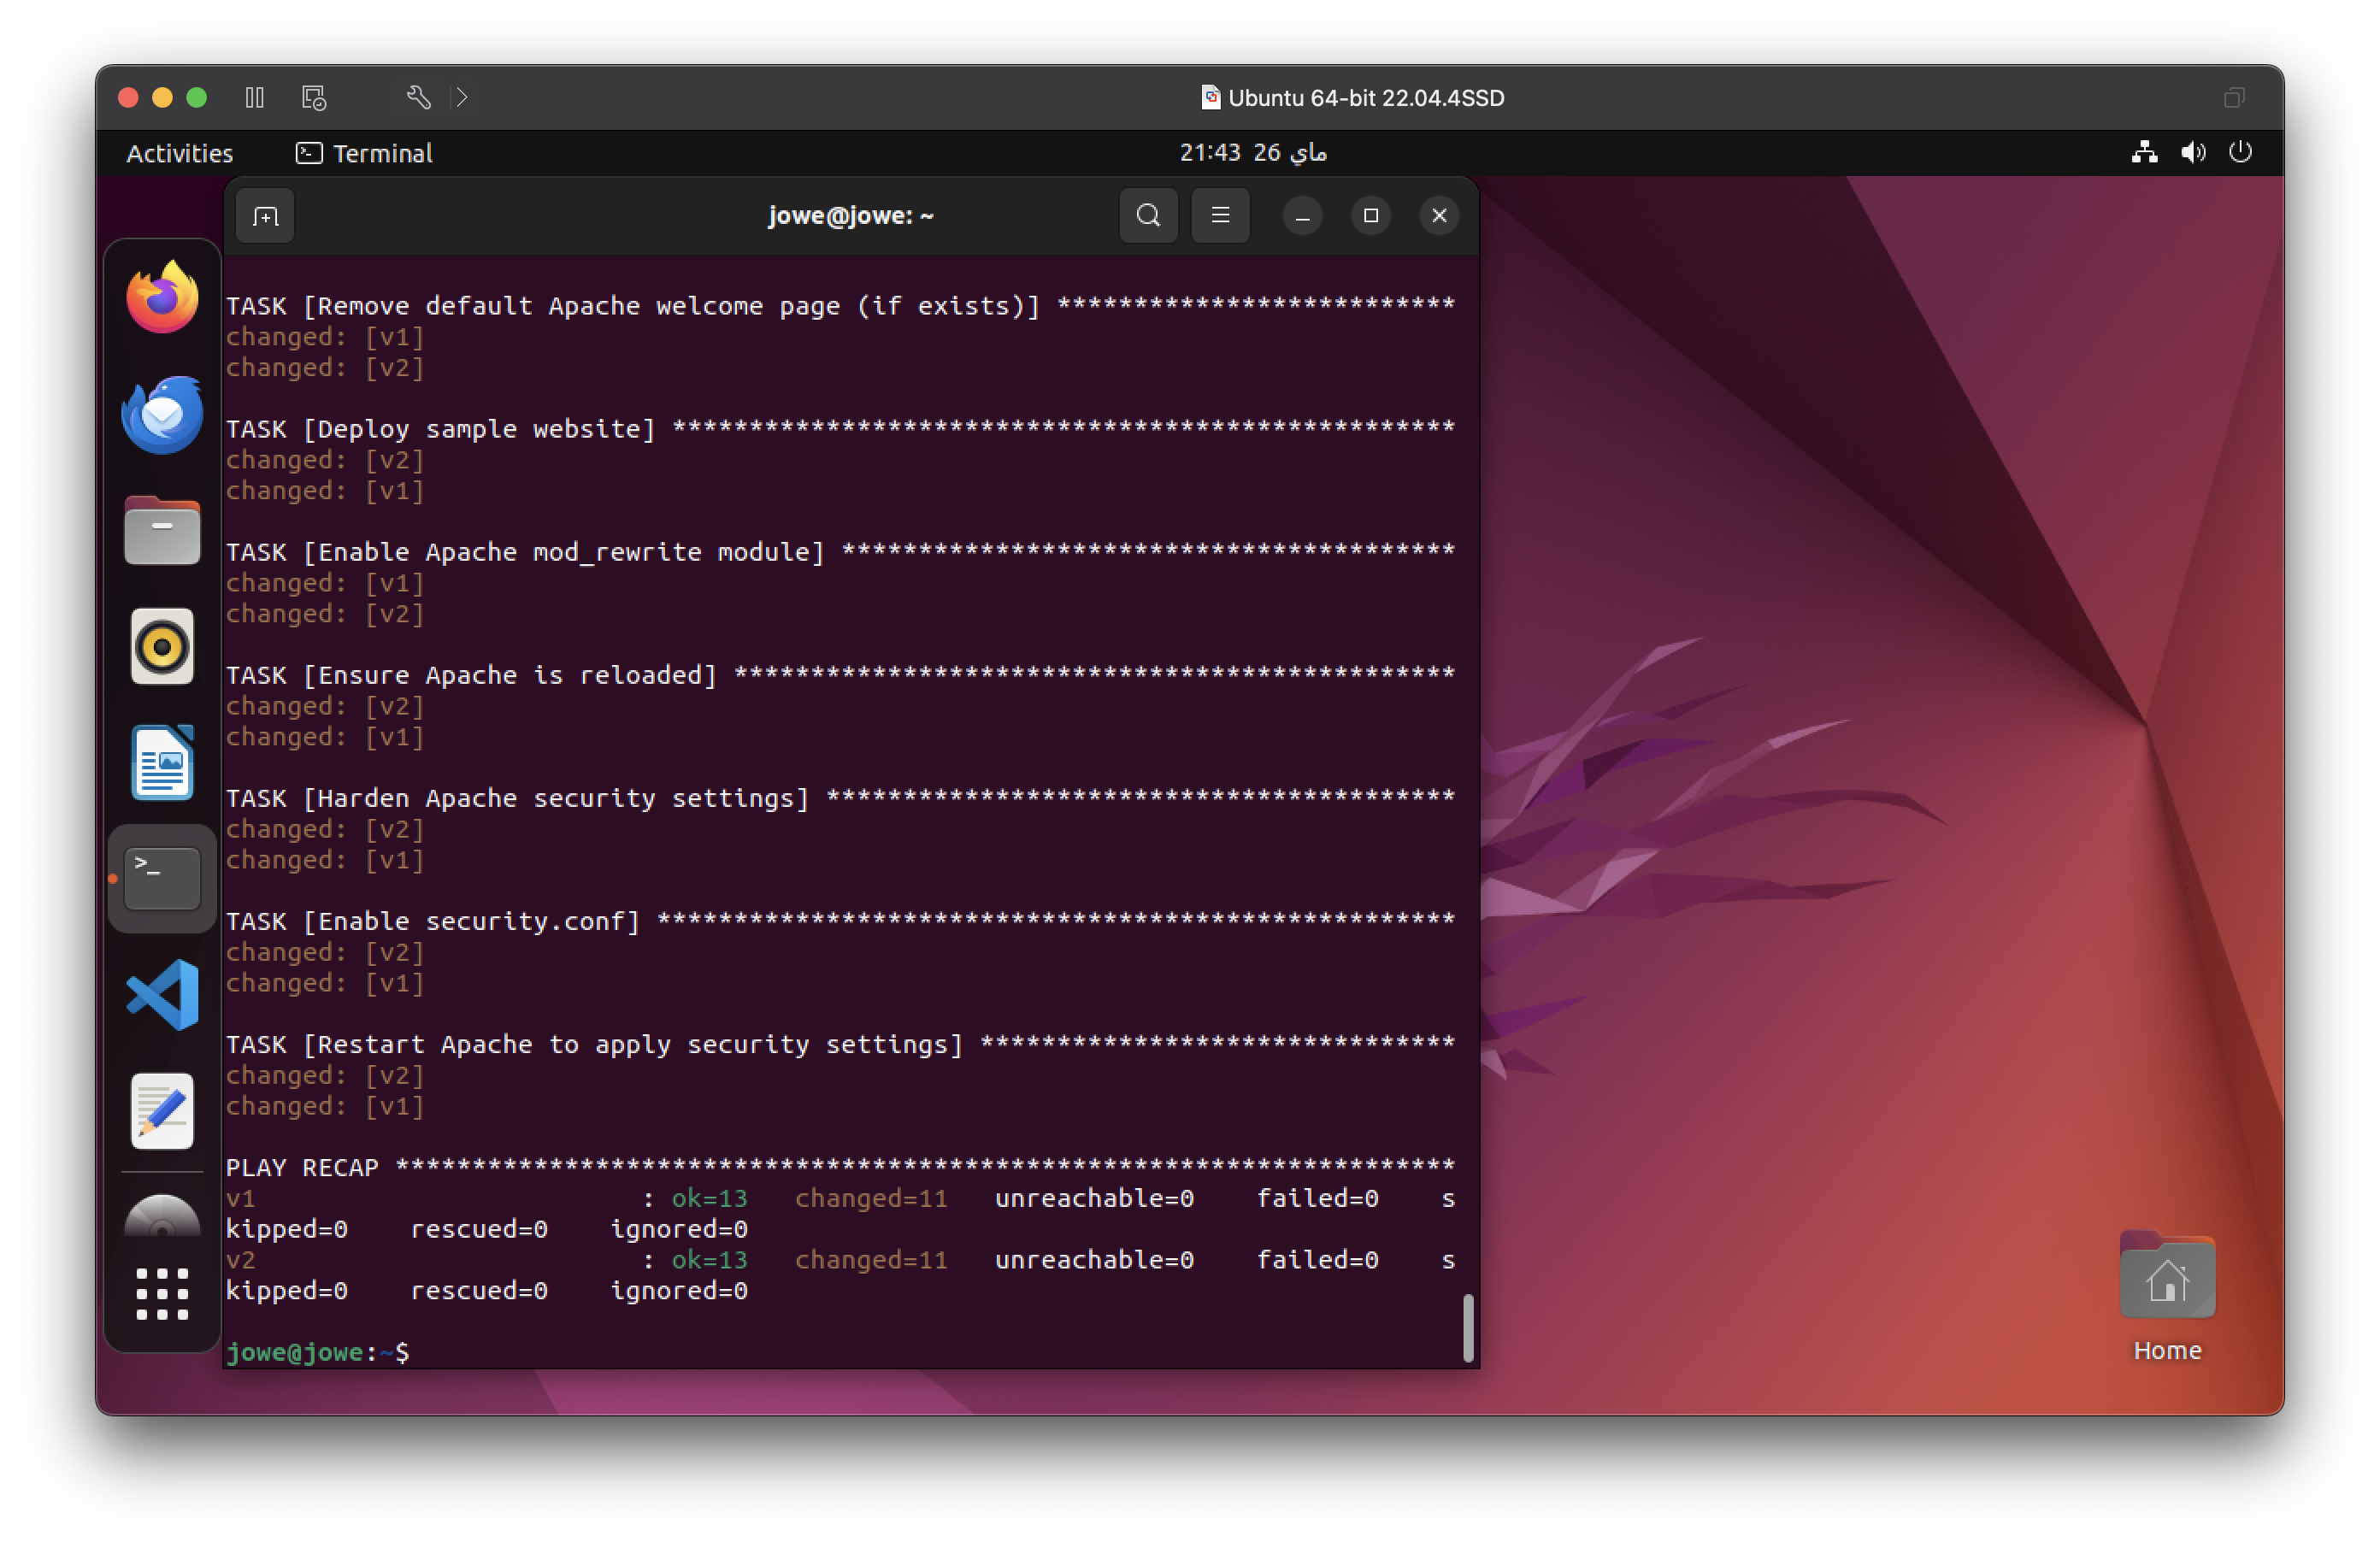 Ubuntu 64-bit 22.04.4SSD
Activities Terminal 21:43 26 ماي
jowe@jowe: ~
TASK [Remove default Apache welcome page (if exists)] **************************
changed: [v1]
changed: [v2]
TASK [Deploy sample website] ***************************************************
changed: [v2]
changed: [v1]
TASK [Enable Apache mod_rewrite module] ****************************************
changed: [v1]
changed: [v2]
TASK [Ensure Apache is reloaded] ***********************************************
changed: [v2]
changed: [v1]
TASK [Harden Apache security settings] *****************************************
changed: [v2]
changed: [v1]
TASK [Enable security.conf] ****************************************************
changed: [v2]
changed: [v1]
TASK [Restart Apache to apply security settings] *******************************
changed: [v2]
changed: [v1]
PLAY RECAP *********************************************************************
v1 : ok=13 changed=11 unreachable=0 failed=0 s
kipped=0 rescued=0 ignored=0
v2 : ok=13 changed=11 unreachable=0 failed=0 s
kipped=0 rescued=0 ignored=0
jowe@jowe:~$
Home